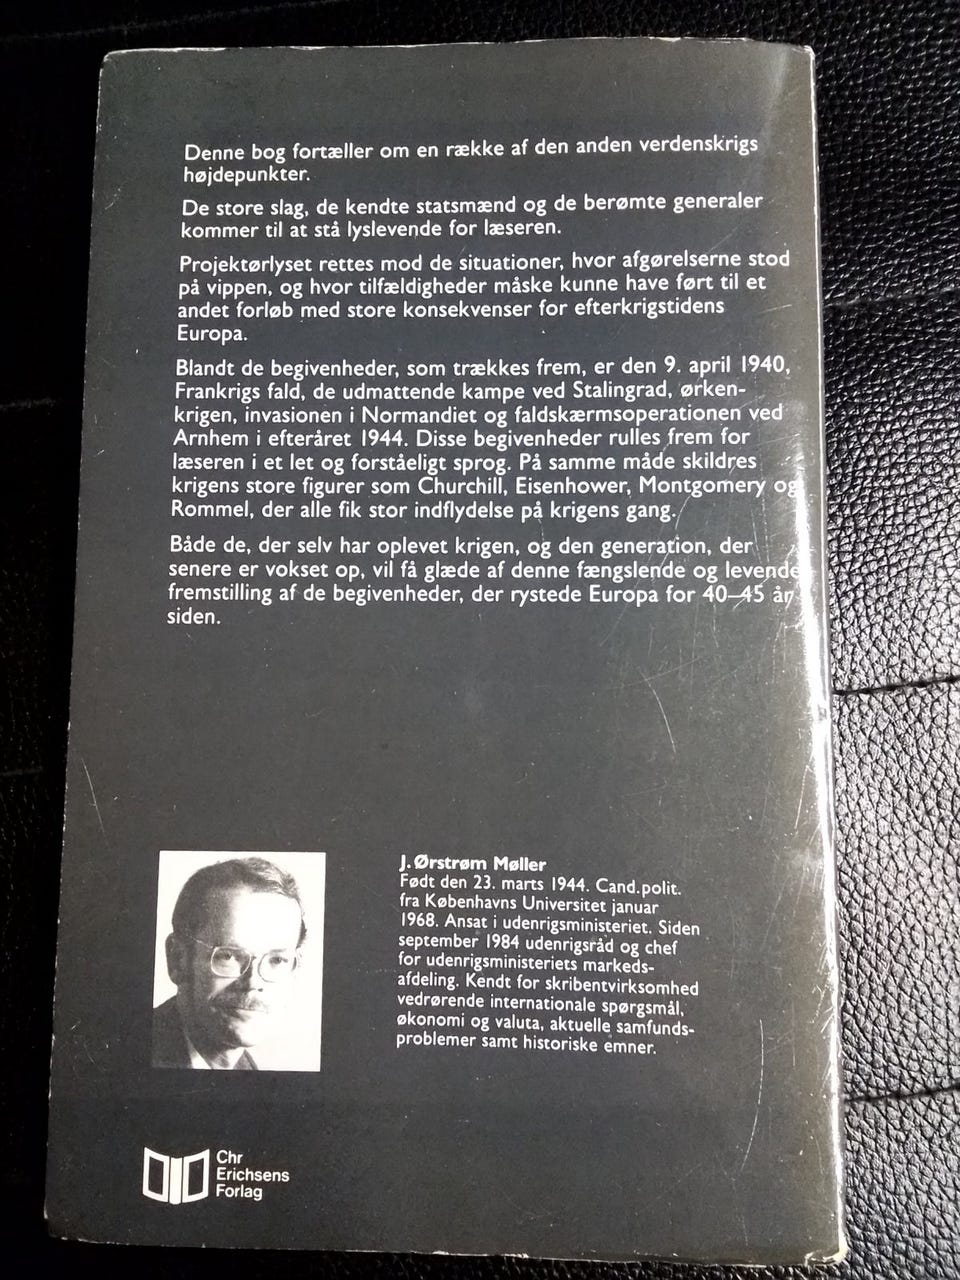 Denne bog fortæller om en række af den anden verdenskrigs
højdepunkter.
De store slag, de kendte statsmænd og de berømte generaler
kommer til at stå lyslevende for læseren.
Projektørlyset rettes mod de situationer, hvor afgørelserne stod
på vippen, og hvor tilfældigheder måske kunne have ført til et
andet forløb med store konsekvenser for efterkrigstidens
Europa.
Blandt de begivenheder, som trækkes frem, er den 9. april 1940,
Frankrigs fald, de udmattende kampe ved Stalingrad, ørken-
krigen, invasionen i Normandiet og faldskærmsoperationen ved
Arnhem i efteråret 1944. Disse begivenheder rulles frem for
læseren i et let og forståeligt sprog. På samme måde skildres
krigens store figurer som Churchill, Eisenhower, Montgomery og
Rommel, der alle fik stor indflydelse på krigens gang.
Både de, der selv har oplevet krigen, og den generation, der
senere er vokset op, vil få glæde af denne fængslende og levende
fremstilling af de begivenheder, der rystede Europa for 40–45 år
siden.
J. Ørstrøm Møller
Født den 23. marts 1944. Cand.polit.
fra Københavns Universitet januar
1968. Ansat i udenrigsministeriet. Siden
september 1984 udenrigsråd og chef
for udenrigsministeriets markeds-
afdeling. Kendt for skribentvirksomhed
vedrørende internationale spørgsmål,
økonomi og valuta, aktuelle samfunds-
problemer samt historiske emner.
Chr
Erichsens
Forlag